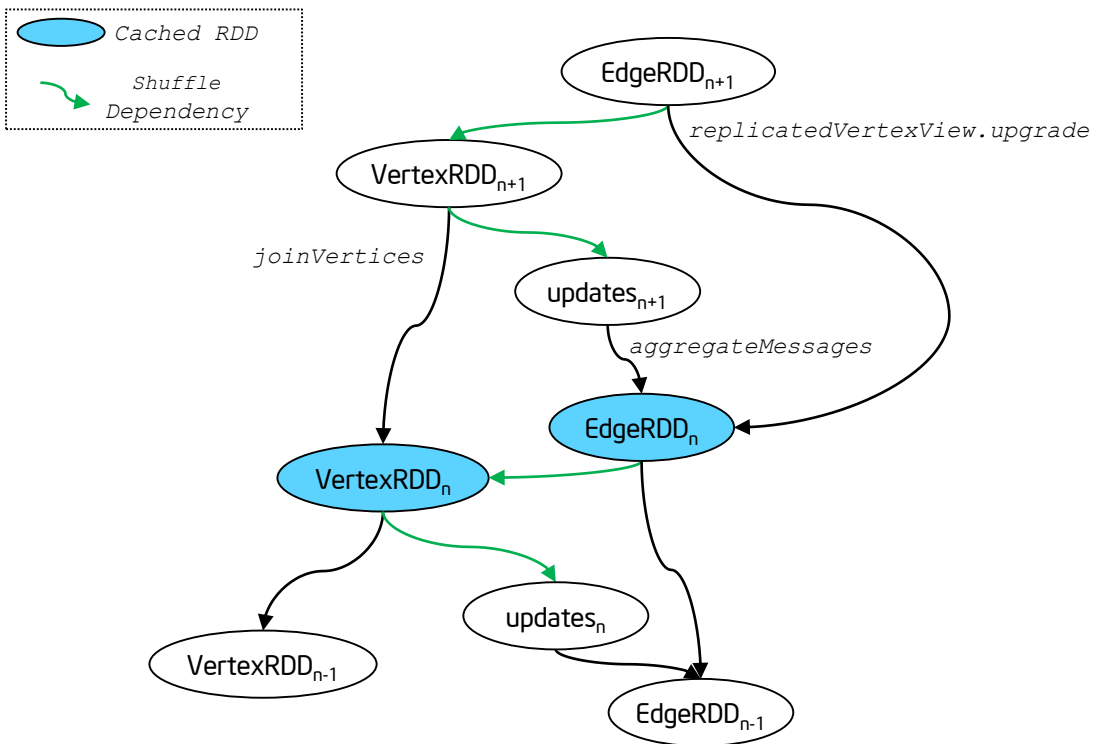 Cached RDD
Shuffle
Dependency
EdgeRDDn+1
replicatedVertexView.upgrade
VertexRDDn+1
joinVertices
updatesn+1
aggregateMessages
EdgeRDDn
VertexRDDn
updatesn
VertexRDDn-1
EdgeRDDn-1